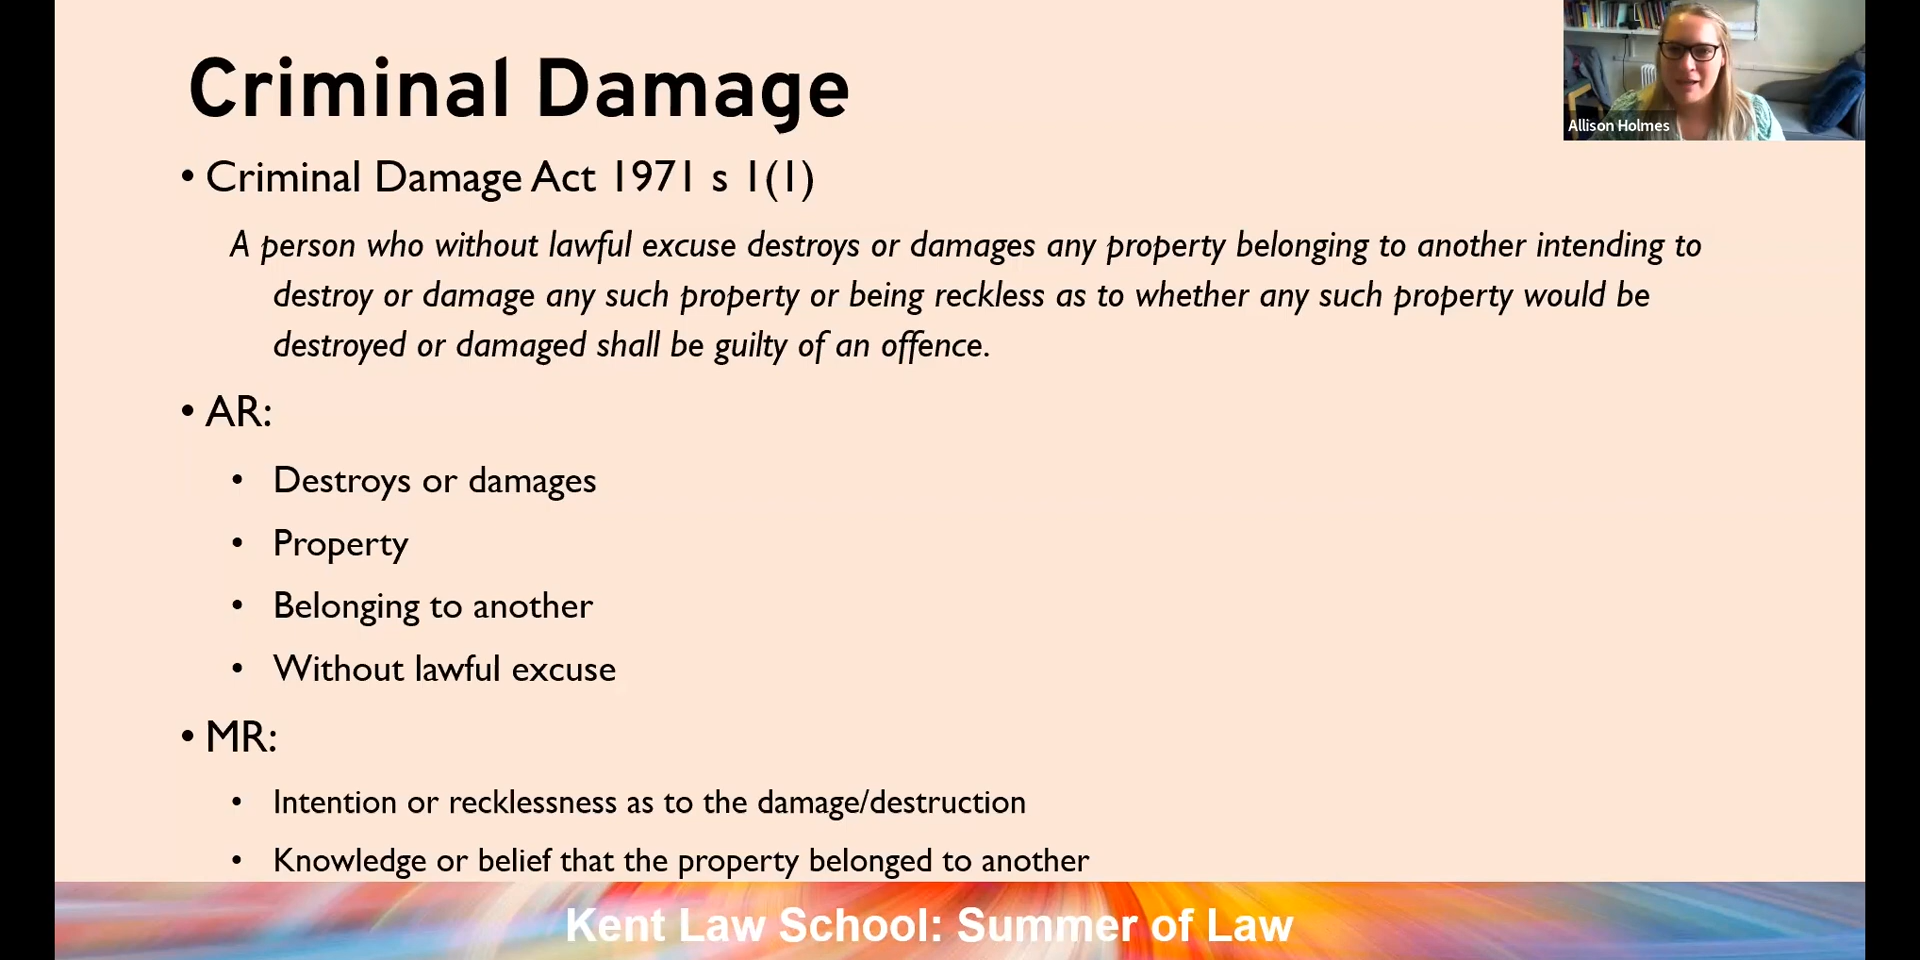 Criminal Damage
Allison Holmes
• Criminal Damage Act 1971 s 1(1)
A person who without lawful excuse destroys or damages any property belonging to another intending to
destroy or damage any such property or being reckless as to whether any such property would be
destroyed or damaged shall be guilty of an offence.
• AR:
• Destroys or damages
• Property
• Belonging to another
• Without lawful excuse
• MR:
• Intention or recklessness as to the damage/destruction
• Knowledge or belief that the property belonged to another
Kent Law School: Summer of Law